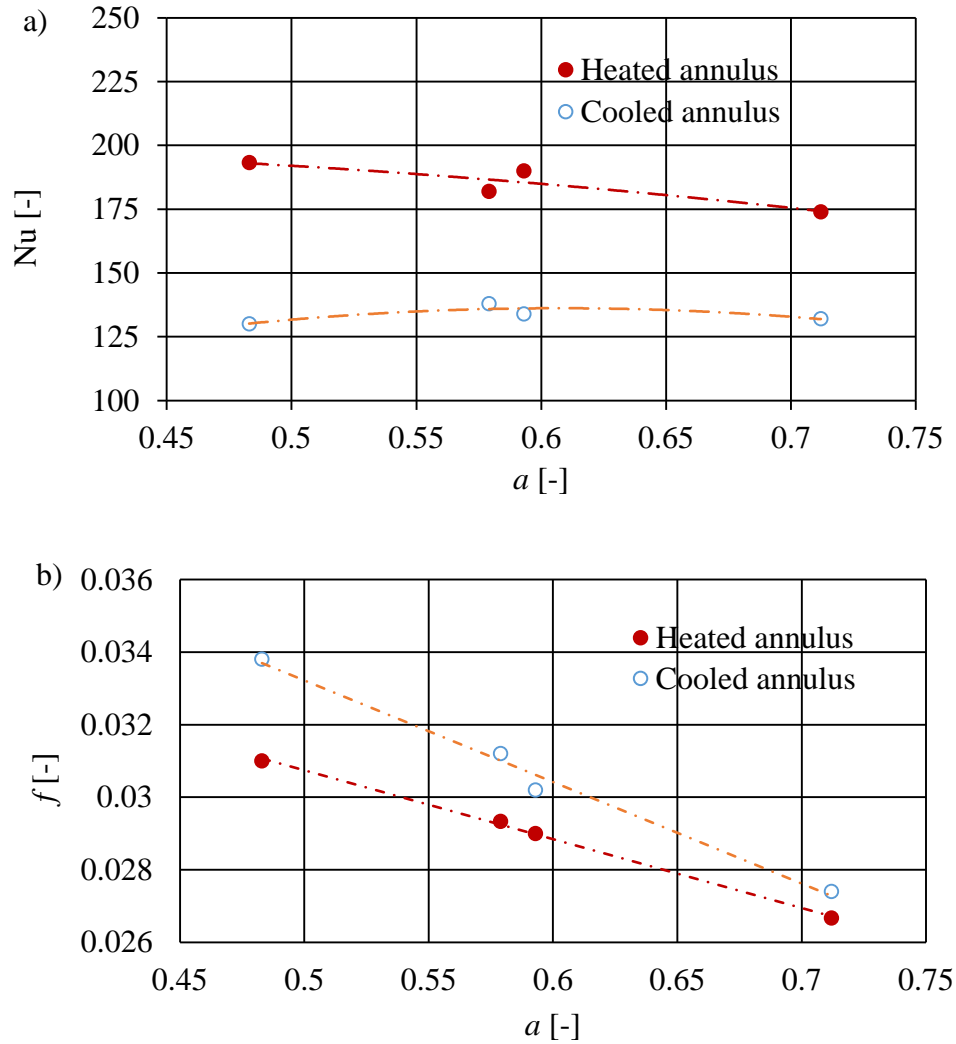 a)
250
225
200
175
150
125
100
Nu [-]
Heated annulus
Cooled annulus
0.45 0.5 0.55 0.6 0.65 0.7 0.75
a [-]
b)
0.036
0.034
0.032
0.03
0.028
0.026
f [-]
Heated annulus
Cooled annulus
0.45 0.5 0.55 0.6 0.65 0.7 0.75
a [-]